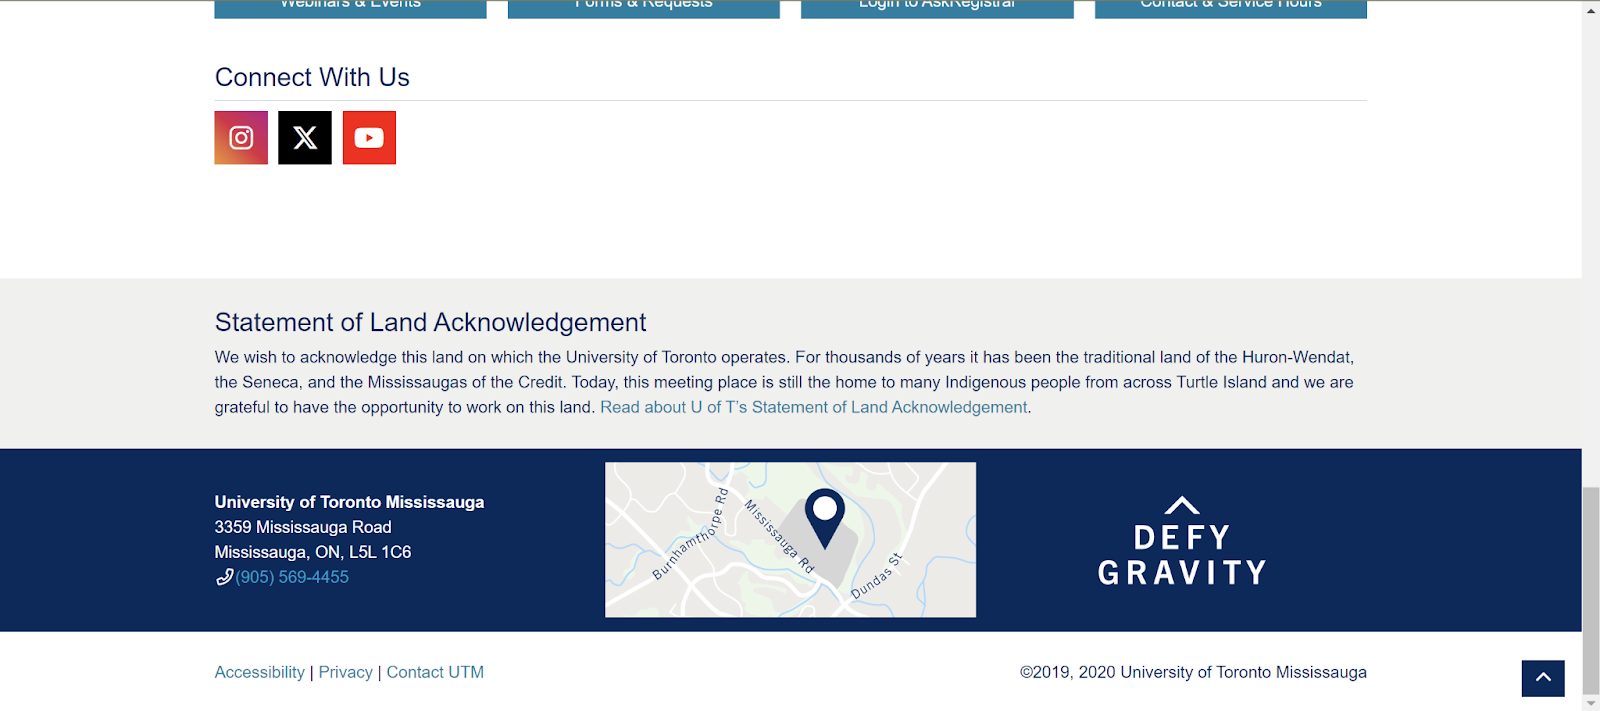 Webinars & Events
Forms & Requests
Login to AskRegistrar
Contact & Service Hours
Connect With Us
Statement of Land Acknowledgement
We wish to acknowledge this land on which the University of Toronto operates. For thousands of years it has been the traditional land of the Huron-Wendat,
the Seneca, and the Mississaugas of the Credit. Today, this meeting place is still the home to many Indigenous people from across Turtle Island and we are
grateful to have the opportunity to work on this land. Read about U of T's Statement of Land Acknowledgement.
University of Toronto Mississauga
3359 Mississauga Road
Mississauga, ON, L5L 1C6
(905) 569-4455
Burnhamthorpe Rd
Mississauga Rd
Dundas St
DEFY
GRAVITY
Accessibility | Privacy | Contact UTM
©2019, 2020 University of Toronto Mississauga